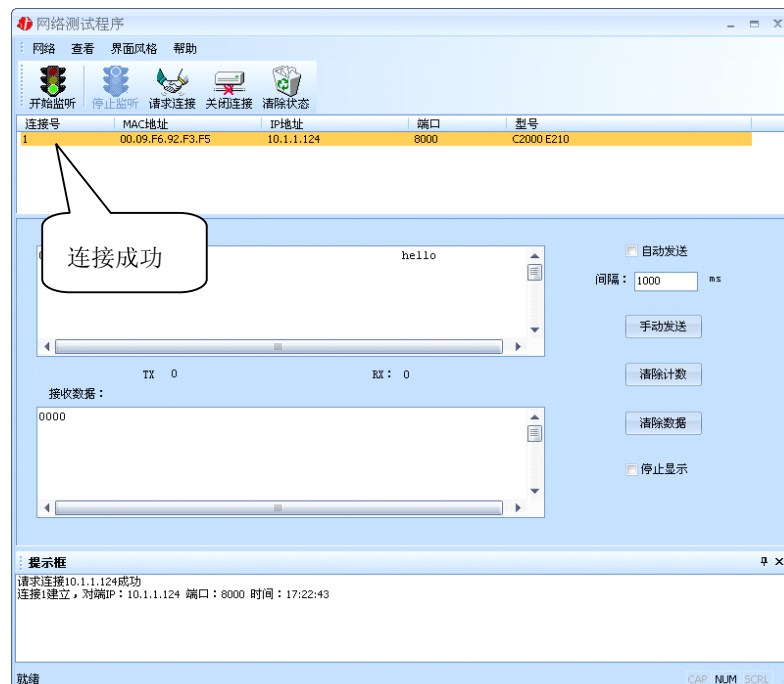 网络测试程序
网络 查看 界面风格 帮助
开始监听 停止监听 请求连接 关闭连接 清除状态
连接号 MAC地址 IP地址 端口 型号
1 00.09.F6.92.F3.F5 10.1.1.124 8000 C2000 E210
连接成功
hello
自动发送
间隔： 1000 ms
手动发送
TX 0 RX： 0
清除计数
接收数据：
0000
清除数据
停止显示
提示框
请求连接10.1.1.124成功
连接1建立，对端IP：10.1.1.124 端口：8000 时间：17:22:43
就绪
CAP NUM SCRL